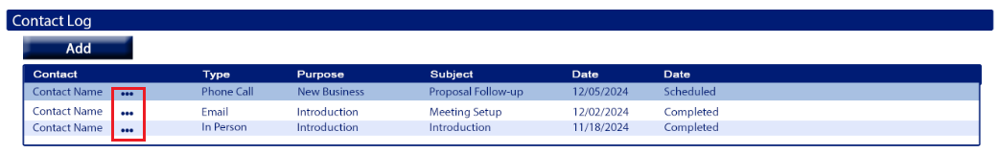 Contact Log
Add
Contact Type Purpose Subject Date Date
Contact Name ••• Phone Call New Business Proposal Follow-up 12/05/2024 Scheduled
Contact Name ••• Email Introduction Meeting Setup 12/02/2024 Completed
Contact Name ••• In Person Introduction Introduction 11/18/2024 Completed